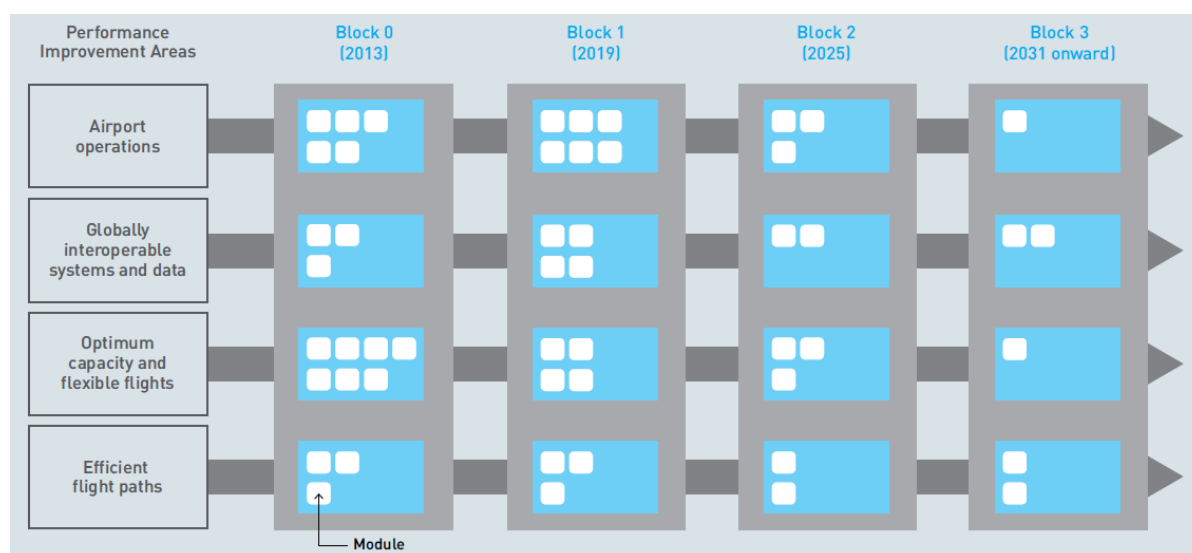 Performance
Improvement Areas
Block 0
(2013)
Block 1
(2019)
Block 2
(2025)
Block 3
(2031 onward)
Airport
operations
Globally
interoperable
systems and data
Optimum
capacity and
flexible flights
Efficient
flight paths
Module